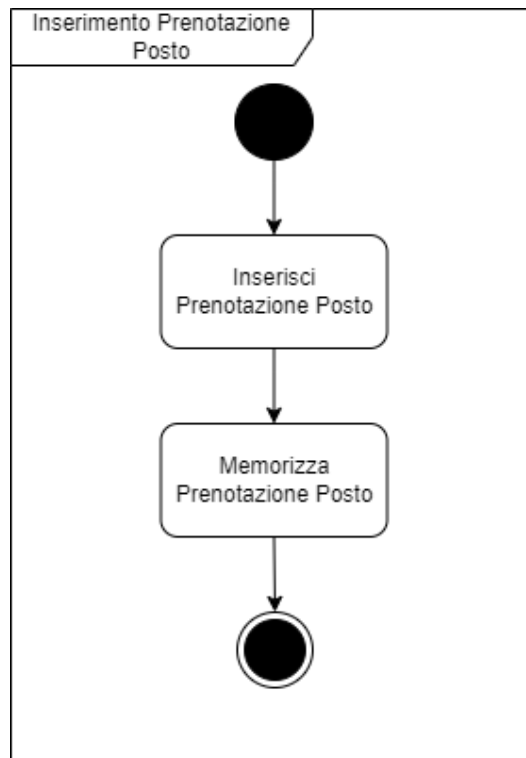 Inserimento Prenotazione
Posto
Inserisci
Prenotazione Posto
Memorizza
Prenotazione Posto